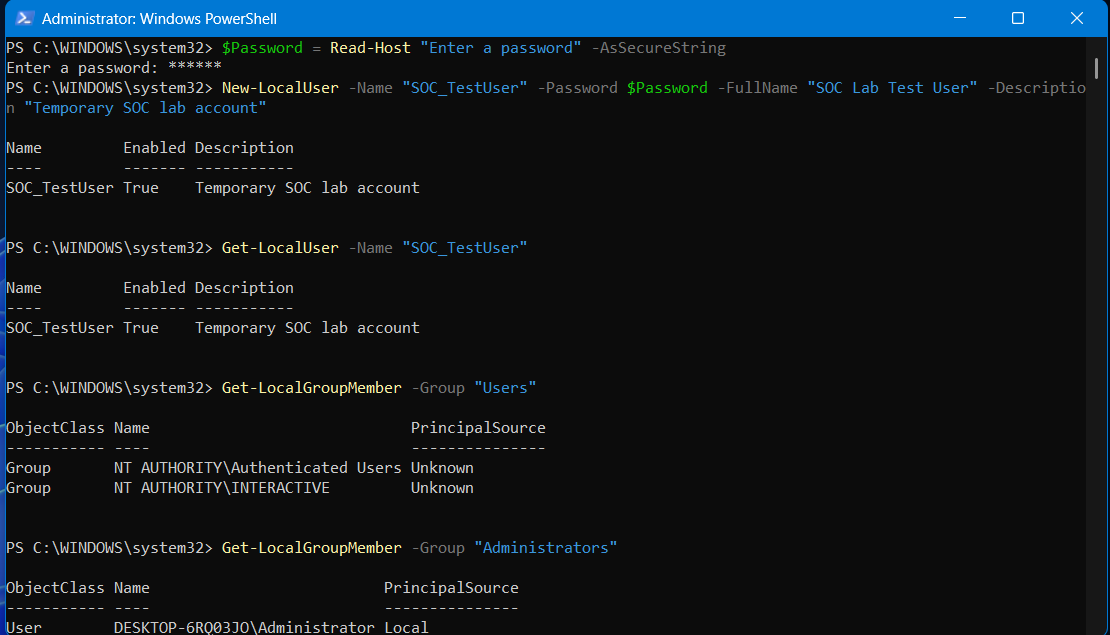 Administrator: Windows PowerShell
PS C:\WINDOWS\system32> $Password = Read-Host "Enter a password" -AsSecureString
Enter a password: ******
PS C:\WINDOWS\system32> New-LocalUser -Name "SOC_TestUser" -Password $Password -FullName "SOC Lab Test User" -Descriptio
n "Temporary SOC lab account"

Name         Enabled Description
----         ------- -----------
SOC_TestUser True    Temporary SOC lab account


PS C:\WINDOWS\system32> Get-LocalUser -Name "SOC_TestUser"

Name         Enabled Description
----         ------- -----------
SOC_TestUser True    Temporary SOC lab account


PS C:\WINDOWS\system32> Get-LocalGroupMember -Group "Users"

ObjectClass Name                             PrincipalSource
----------- ----                             ---------------
Group       NT AUTHORITY\Authenticated Users Unknown
Group       NT AUTHORITY\INTERACTIVE         Unknown


PS C:\WINDOWS\system32> Get-LocalGroupMember -Group "Administrators"

ObjectClass Name                          PrincipalSource
----------- ----                          ---------------
User        DESKTOP-6RQ03JO\Administrator Local